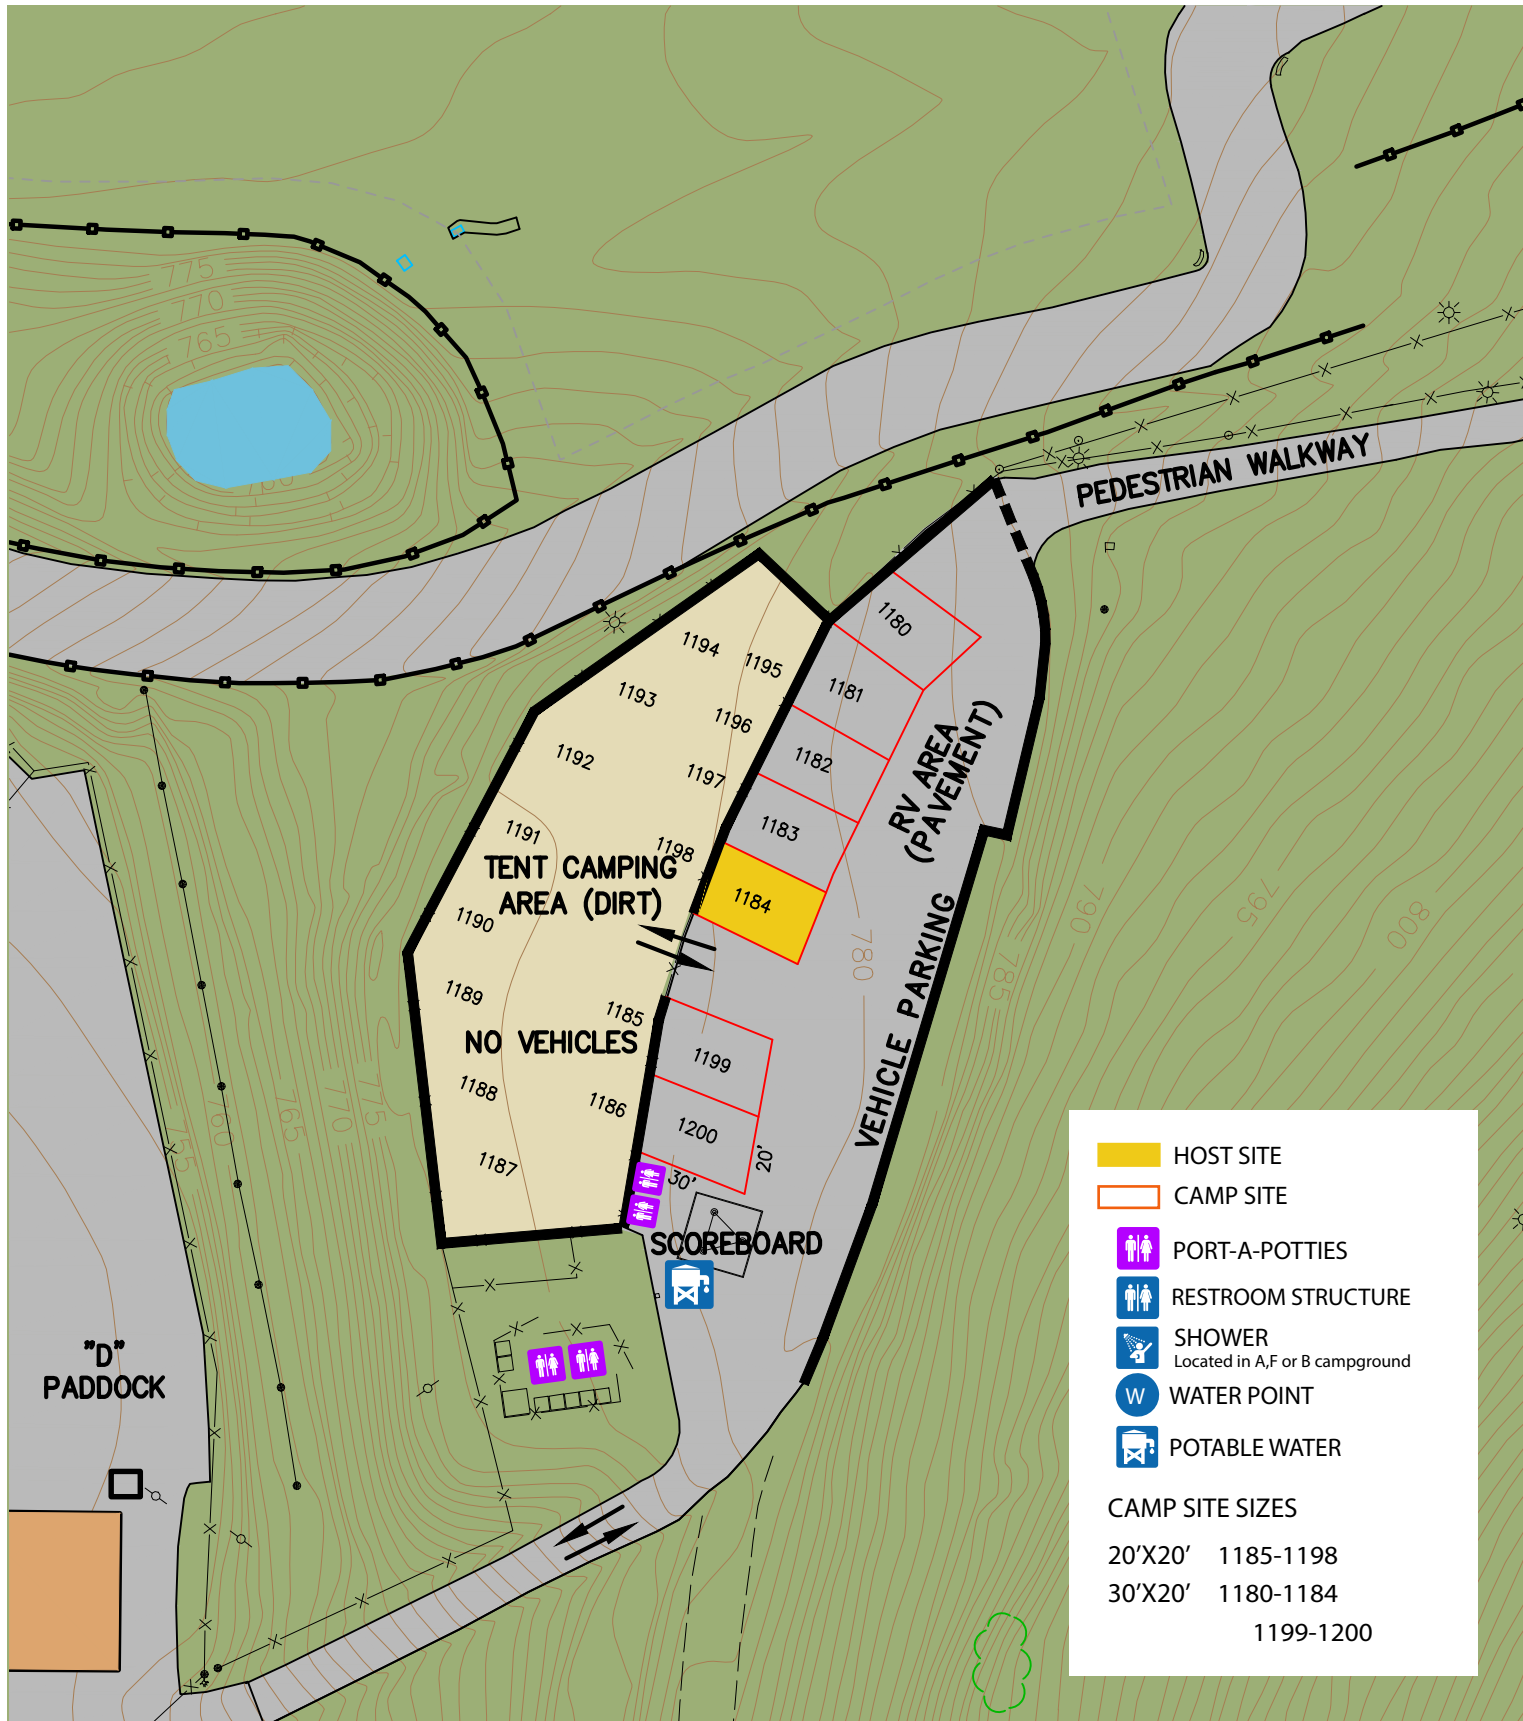 775
770
765
PEDESTRIAN WALKWAY
1180
1194
1195
1181
1193
1196
1182
1192
1197
RV AREA
(PAVEMENT)
1183
1191
1198
TENT CAMPING
AREA (DIRT)
1184
1190
790
795
800
780
785
1189
1185
NO VEHICLES
1199
VEHICLE PARKING
1188
1186
1200
755
760
765
770
775
1187
30'
20'
SCOREBOARD
"D"
PADDOCK
HOST SITE
CAMP SITE
PORT-A-POTTIES
RESTROOM STRUCTURE
SHOWER
Located in A,F or B campground
W WATER POINT
POTABLE WATER
CAMP SITE SIZES
20'X20' 1185-1198
30'X20' 1180-1184
1199-1200